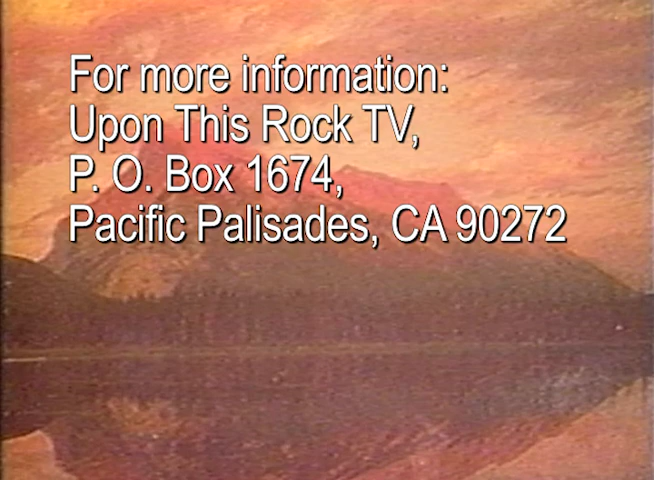 For more information:
Upon This Rock TV,
P. O. Box 1674,
Pacific Palisades, CA 90272